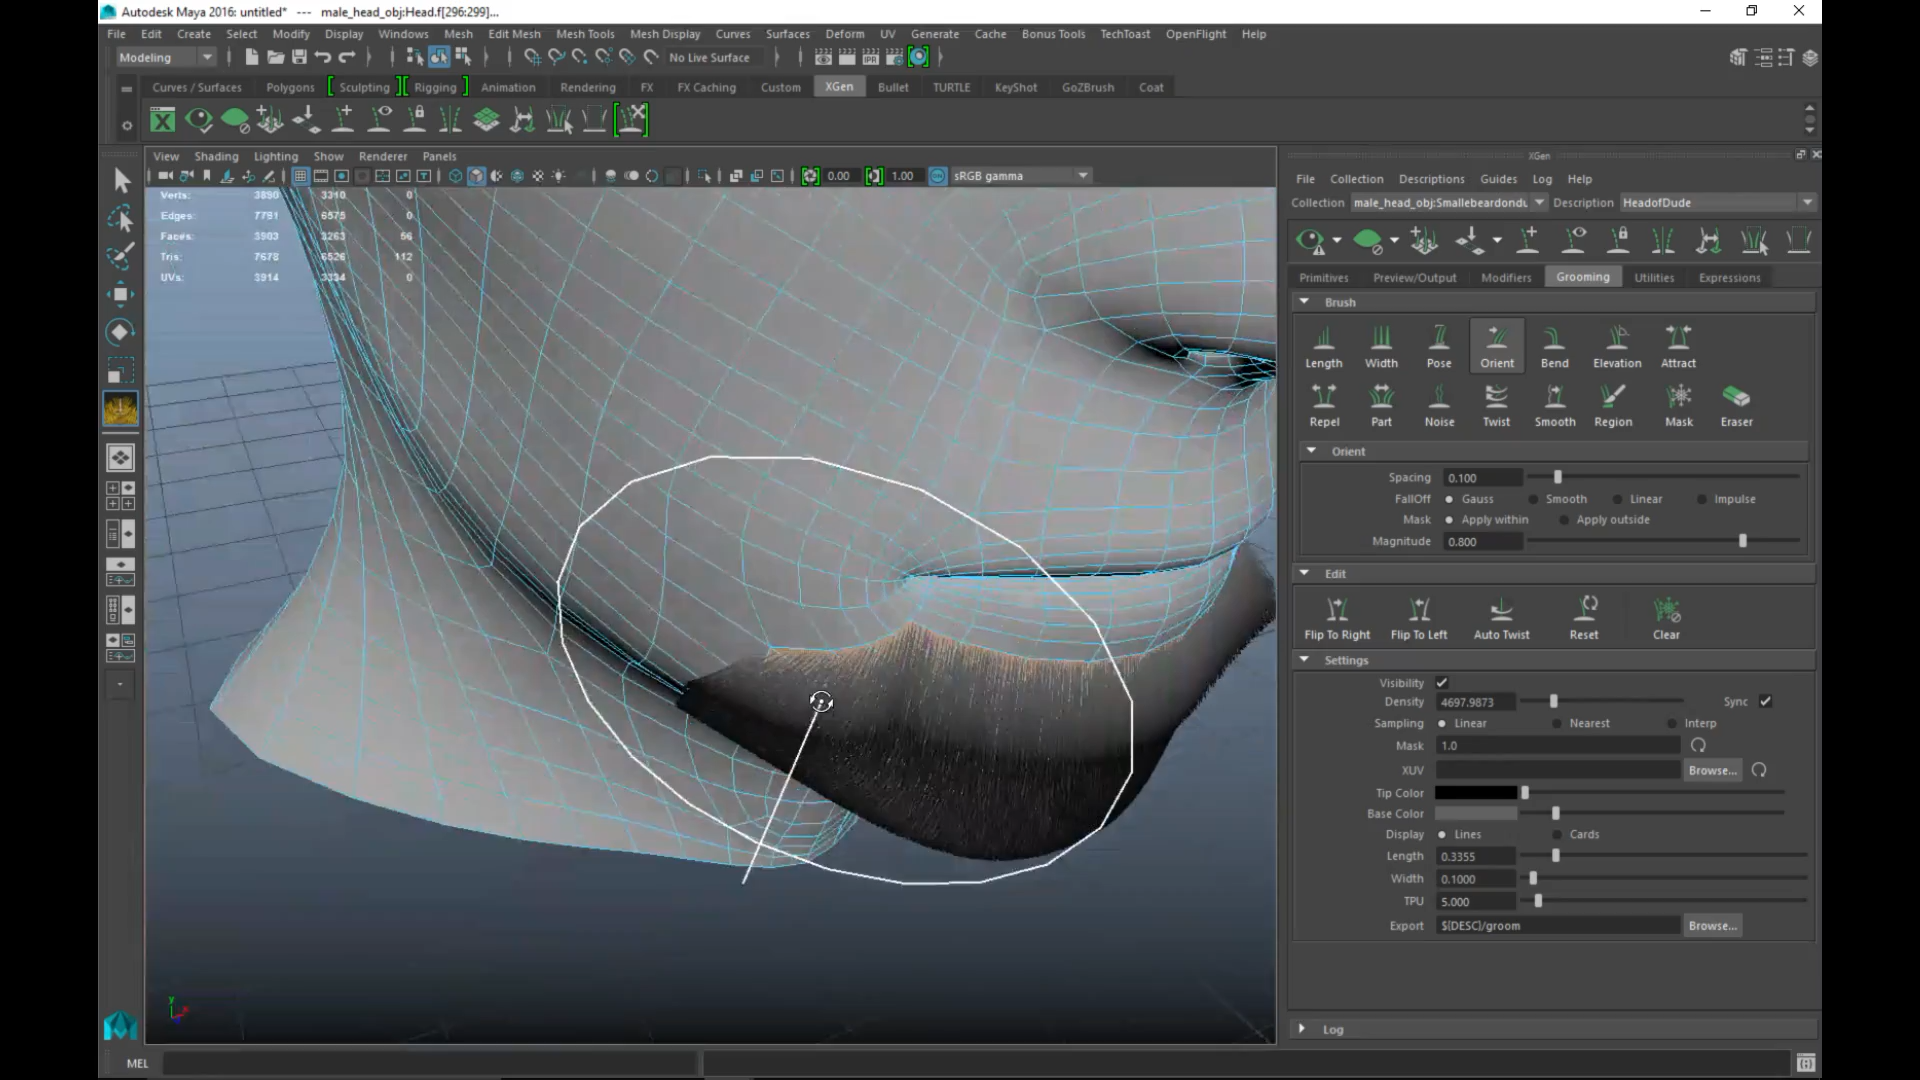 Autodesk Maya 2016: untitled* --- male_head_obj:Head.f[296:299]...
File Edit Create Select Modify Display Windows Mesh Edit Mesh Mesh Tools Mesh Display Curves Surfaces Deform UV Generate Cache Bonus Tools TechToast OpenFlight Help
Modeling No Live Surface
Curves / Surfaces Polygons Sculpting Rigging Animation Rendering FX FX Caching Custom XGen Bullet TURTLE KeyShot GoZBrush Coat
View Shading Lighting Show Renderer Panels
0.00 1.00 sRGB gamma
Verts: 3890 3310 0
Edges: 7791 6575 0
Faces: 3903 3263 56
Tris: 7678 6526 112
UVs: 3914 3334 0
XGen
File Collection Descriptions Guides Log Help
Collection male_head_obj:Smallebeardondu Description HeadofDude
Primitives Preview/Output Modifiers Grooming Utilities Expressions
Brush
Length Width Pose Orient Bend Elevation Attract
Repel Part Noise Twist Smooth Region Mask Eraser
Orient
Spacing 0.100
FallOff Gauss Smooth Linear Impulse
Mask Apply within Apply outside
Magnitude 0.800
Edit
Flip To Right Flip To Left Auto Twist Reset Clear
Settings
Visibility
Density 4697.9873 Sync
Sampling Linear Nearest Interp
Mask 1.0
XUV Browse...
Tip Color
Base Color
Display Lines Cards
Length 0.3355
Width 0.1000
TPU 5.000
Export ${DESC}/groom Browse...
Log
MEL